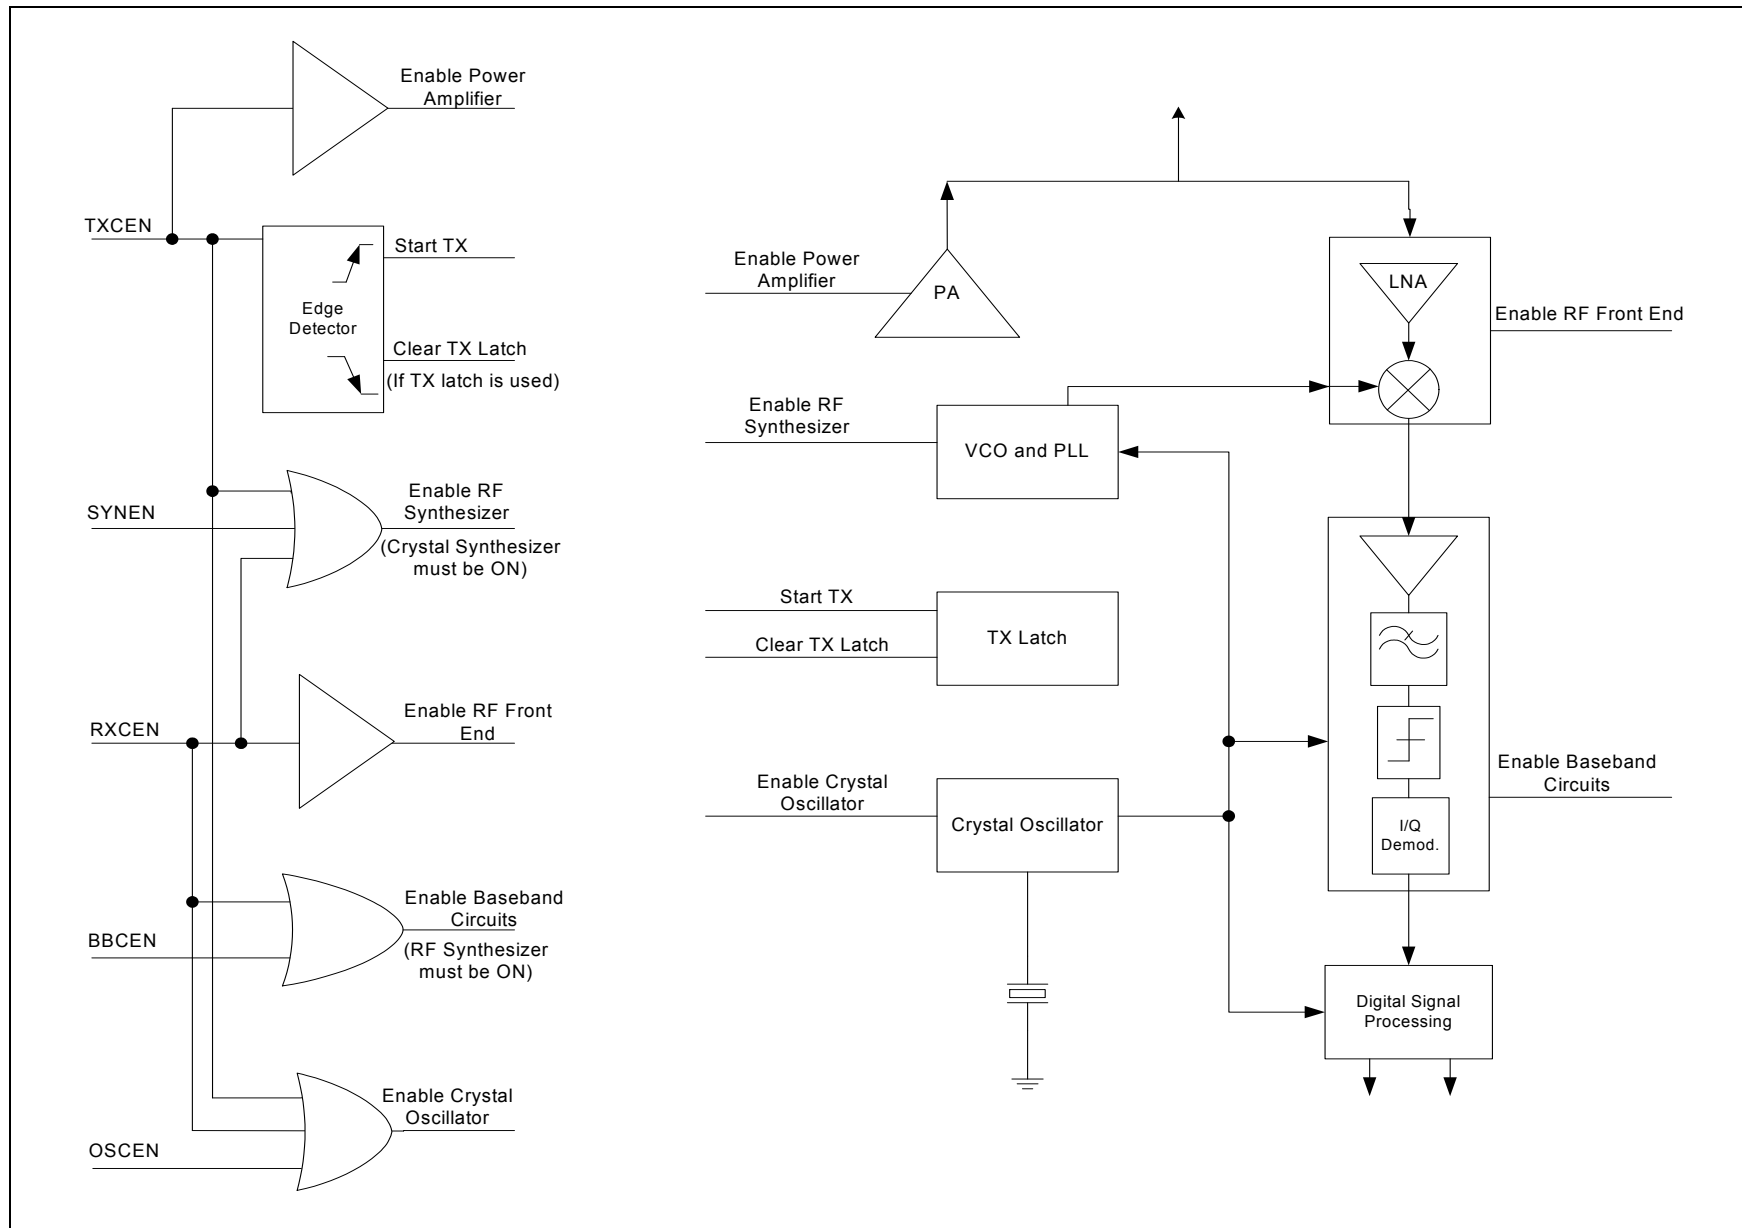 Enable Power
Amplifier
TXCEN
Start TX
Edge
Detector
Clear TX Latch
(If TX latch is used)
SYNEN
Enable RF
Synthesizer
(Crystal Synthesizer
must be ON)
RXCEN
Enable RF Front
End
BBCEN
Enable Baseband
Circuits
(RF Synthesizer
must be ON)
OSCEN
Enable Crystal
Oscillator
Enable Power
Amplifier
PA
LNA
Enable RF Front End
Enable RF
Synthesizer
VCO and PLL
Start TX
Clear TX Latch
TX Latch
Enable Crystal
Oscillator
Crystal Oscillator
Enable Baseband
Circuits
I/Q
Demod.
Digital Signal
Processing